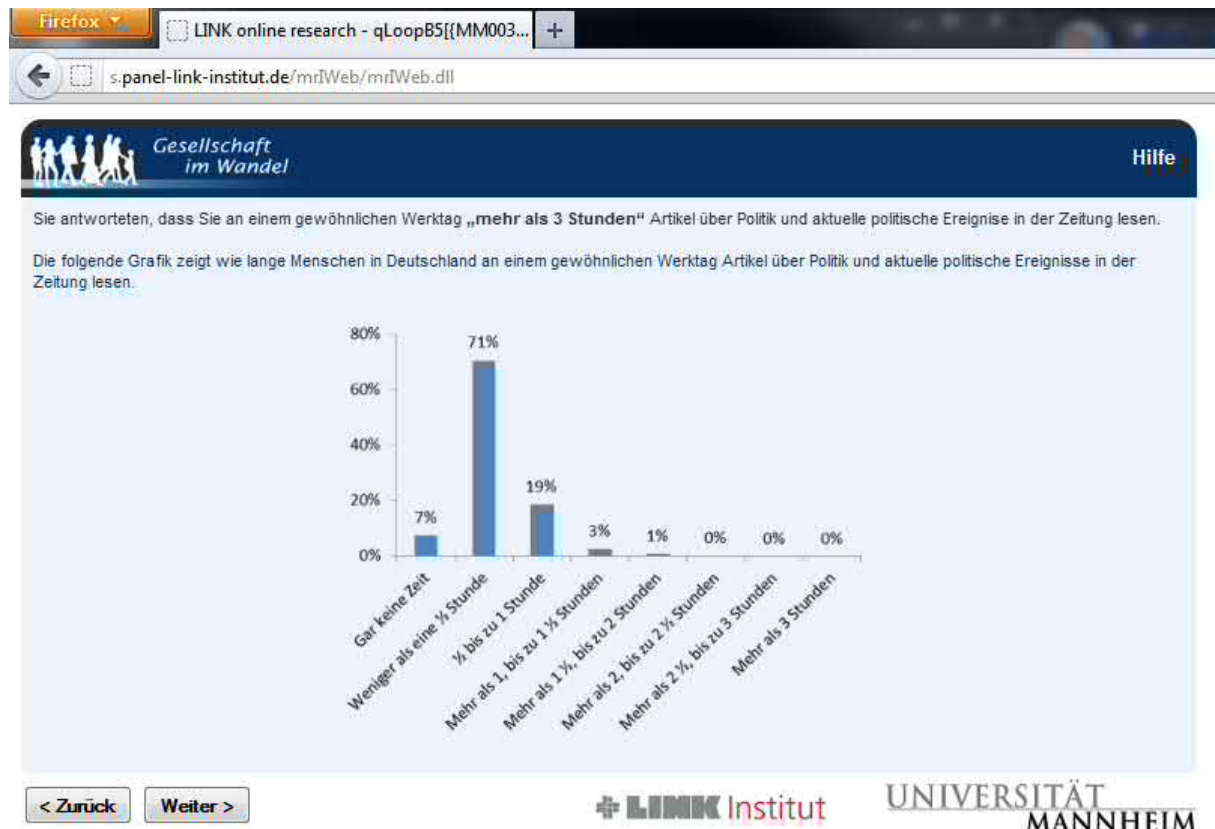 Firefox
LINK online research - qLoopB5[{MM003... +
s.panel-link-institut.de/mrIWeb/mrIWeb.dll
Gesellschaft
im Wandel
Hilfe
Sie antworteten, dass Sie an einem gewöhnlichen Werktag „mehr als 3 Stunden“ Artikel über Politik und aktuelle politische Ereignise in der Zeitung lesen.
Die folgende Grafik zeigt wie lange Menschen in Deutschland an einem gewöhnlichen Werktag Artikel über Politik und aktuelle politische Ereignisse in der
Zeitung lesen.
80%
60%
40%
20%
0%
7%
71%
19%
3%
1%
0%
0%
0%
Gar keine Zeit
Weniger als eine ½ Stunde
½ bis zu 1 Stunde
Mehr als 1, bis zu 1 ½ Stunden
Mehr als 1 ½, bis zu 2 Stunden
Mehr als 2, bis zu 2 ½ Stunden
Mehr als 2 ½, bis zu 3 Stunden
Mehr als 3 Stunden
< Zurück
Weiter >
LINK Institut
UNIVERSITÄT
MANNHEIM